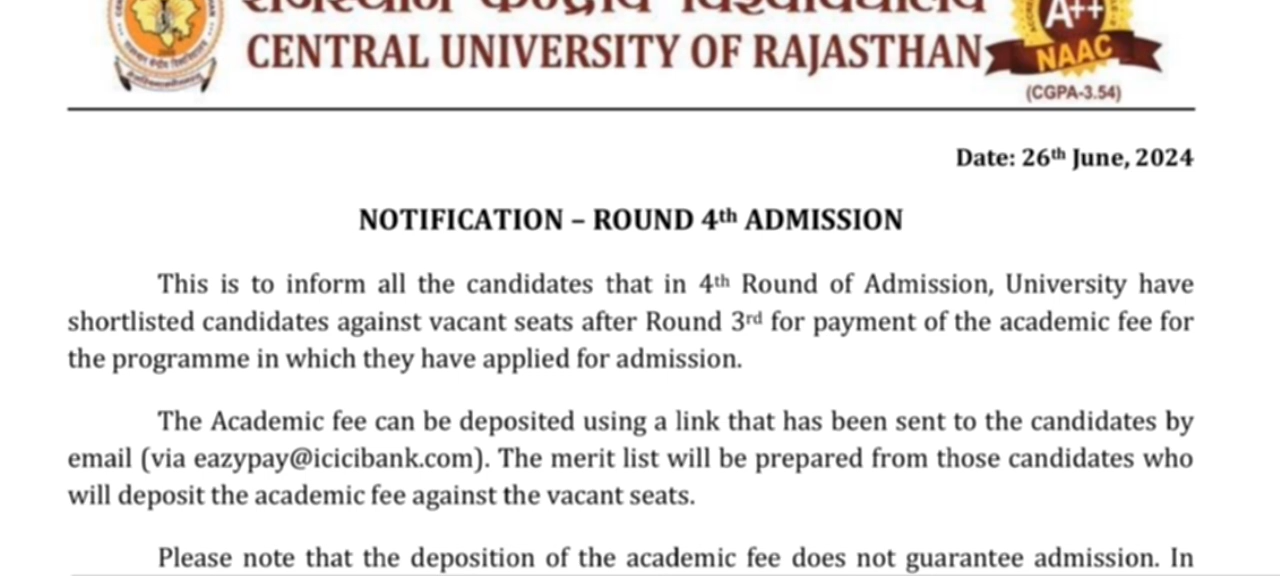 राजस्थान केन्द्रीय विश्वविद्यालय
CENTRAL UNIVERSITY OF RAJASTHAN
A++
NAAC
(CGPA-3.54)
Date: 26th June, 2024
NOTIFICATION – ROUND 4th ADMISSION
This is to inform all the candidates that in 4th Round of Admission, University have
shortlisted candidates against vacant seats after Round 3rd for payment of the academic fee for
the programme in which they have applied for admission.
The Academic fee can be deposited using a link that has been sent to the candidates by
email (via eazypay@icicibank.com). The merit list will be prepared from those candidates who
will deposit the academic fee against the vacant seats.
Please note that the deposition of the academic fee does not guarantee admission. In